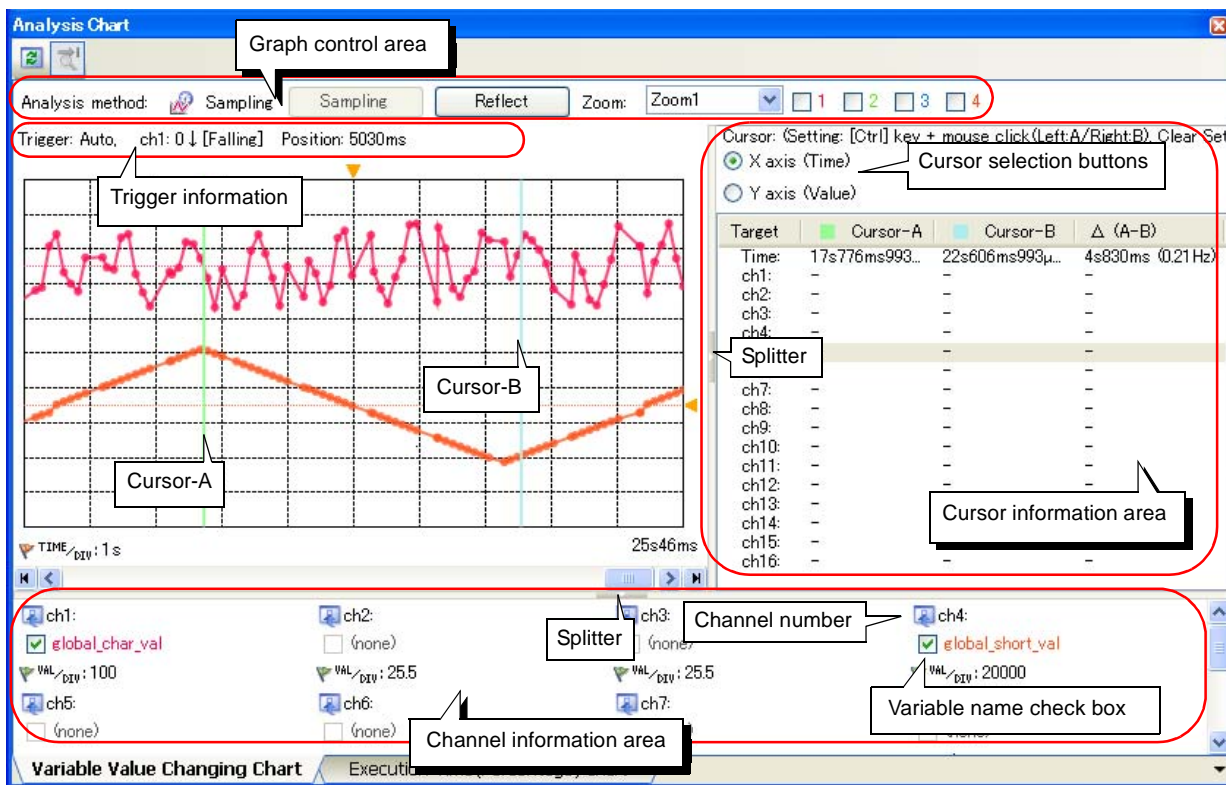 Analysis Chart
Graph control area
Analysis method: Sampling Sampling Reflect Zoom: Zoom1 1 2 3 4
Trigger: Auto, ch1: 0↓[Falling] Position: 5030ms
Trigger information
Cursor: (Setting: [Ctrl] key + mouse click(Left:A/Right:B) Clear Set
X axis (Time)
Cursor selection buttons
Y axis (Value)
Target Cursor-A Cursor-B Δ (A-B)
Time: 17s776ms993... 22s606ms993μ... 4s830ms (0.21Hz)
ch1: - - -
ch2: - - -
ch3: - - -
ch4: - - -
- -
- -
ch7: - - -
ch8: - - -
ch9: - - -
ch10: - - -
ch11: - - -
ch12: - - -
ch13: - - -
ch14: - - -
ch15: - - -
ch16: - - -
Splitter
Cursor-B
Cursor-A
Cursor information area
TIME/DIV: 1s
25s46ms
ch1: ch2: ch3: ch4:
Splitter
Channel number
global_char_val (none) (none) global_short_val
VAL/DIV: 100 VAL/DIV: 25.5 VAL/DIV: 25.5 VAL/DIV: 20000
ch5: ch6: ch7:
Variable name check box
(none) (none)
Channel information area
Variable Value Changing Chart